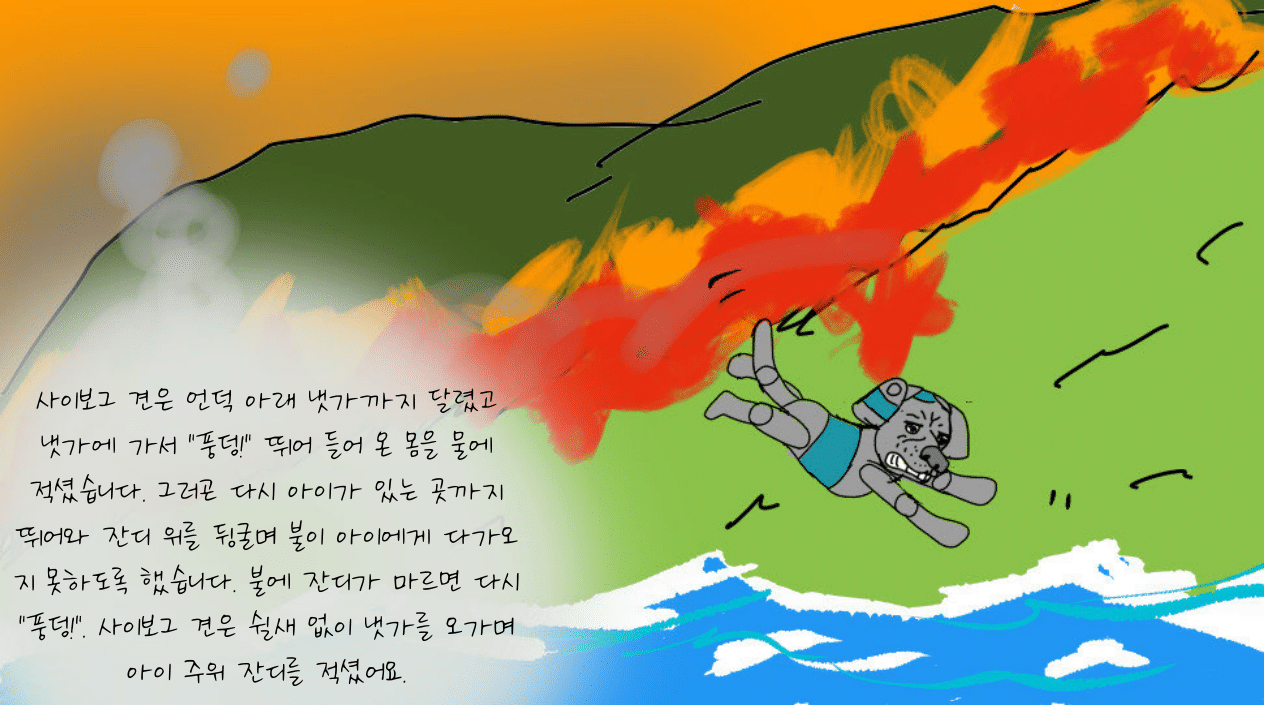 사이보그 견은 언덕 아래 냇가까지 달렸고
냇가에 가서 "풍덩!" 뛰어 들어 온 몸을 물에
적셨습니다. 그러곤 다시 아이가 있는 곳까지
뛰어와 잔디 위를 뒹굴며 불이 아이에게 다가오
지 못하도록 했습니다. 불에 잔디가 마르면 다시
"풍덩!". 사이보그 견은 쉴새 없이 냇가를 오가며
아이 주위 잔디를 적셨어요.